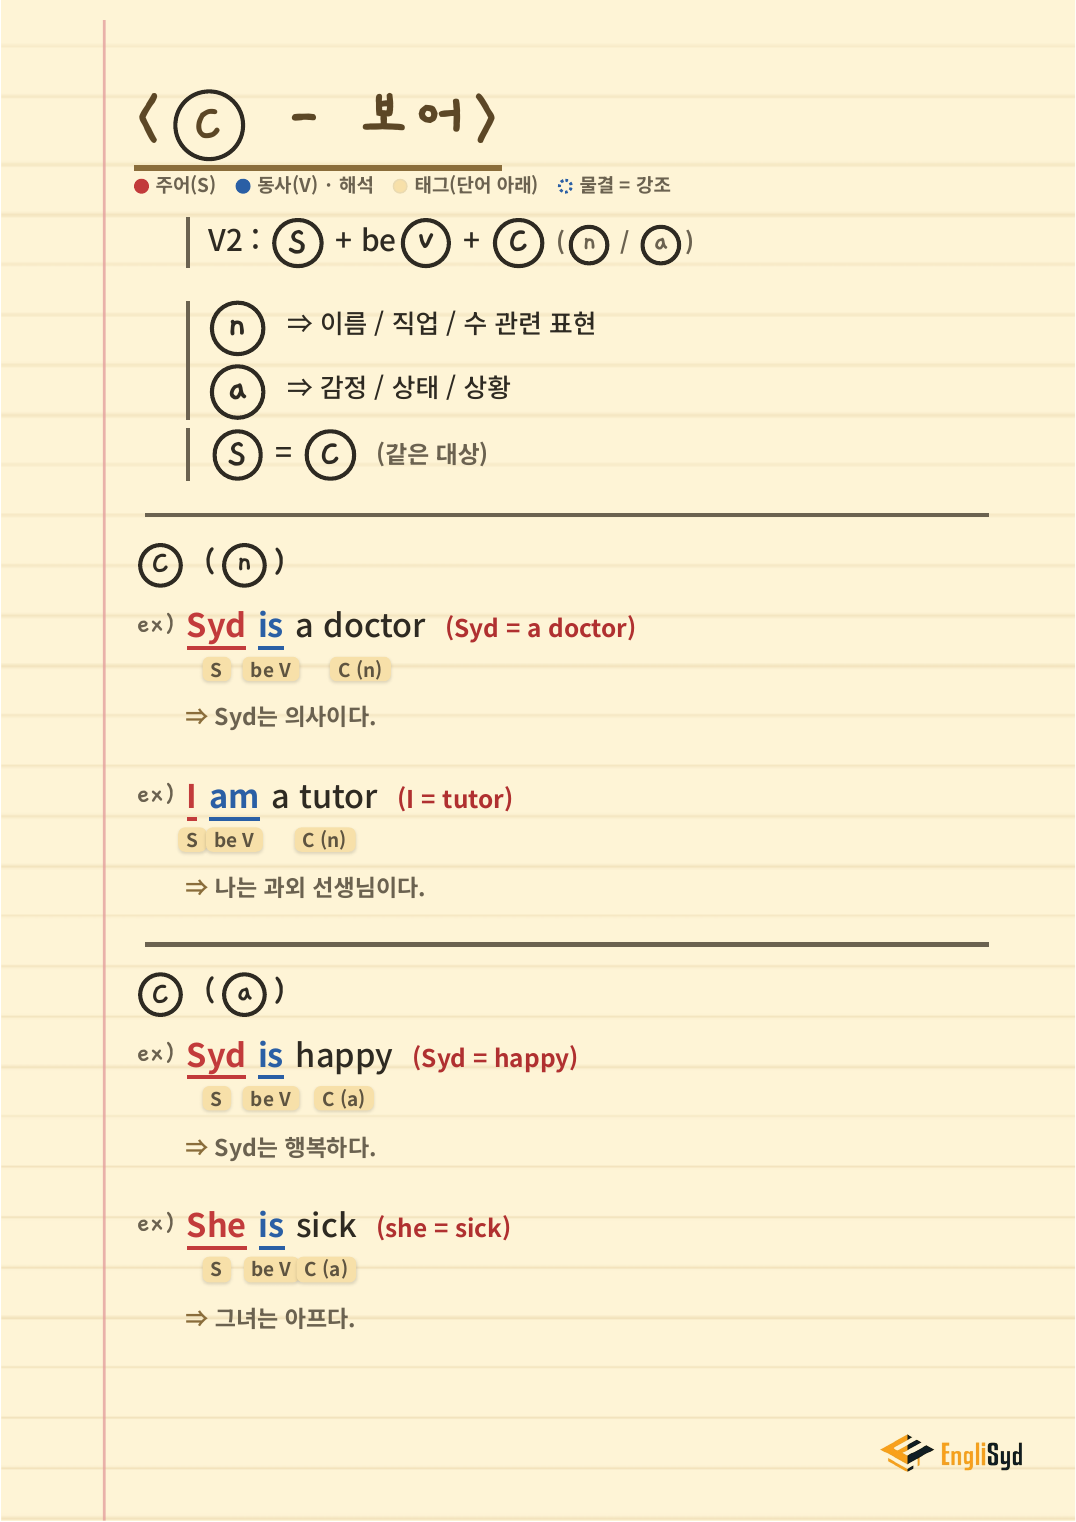 〈 C - 보어 〉
주어(S) 동사(V) · 해석 태그(단어 아래) 물결 = 강조
V2 : S + be V + C ( n / a )
n ⇒ 이름 / 직업 / 수 관련 표현
a ⇒ 감정 / 상태 / 상황
S = C (같은 대상)
C ( n )
ex) Syd is a doctor (Syd = a doctor)
S be V C (n)
⇒ Syd는 의사이다.
ex) I am a tutor (I = tutor)
S be V C (n)
⇒ 나는 과외 선생님이다.
C ( a )
ex) Syd is happy (Syd = happy)
S be V C (a)
⇒ Syd는 행복하다.
ex) She is sick (she = sick)
S be V C (a)
⇒ 그녀는 아프다.
EngliSyd